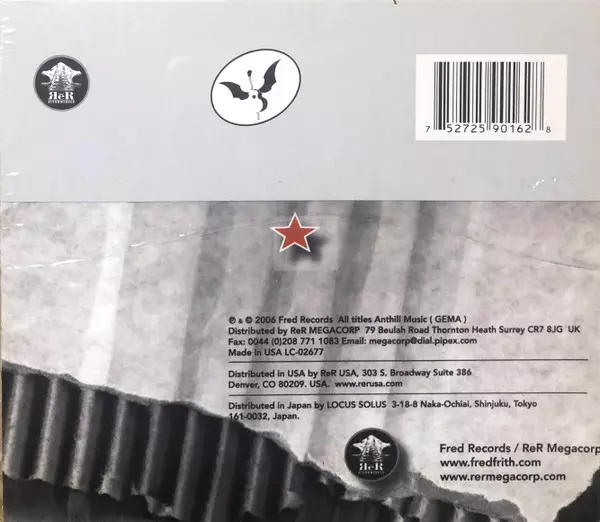 ReR
MEGACORP
1
7 52725 90162 8
℗ & © 2006 Fred Records All titles Anthill Music ( GEMA )
Distributed by ReR MEGACORP 79 Beulah Road Thornton Heath Surrey CR7 8JG UK
Fax: 0044 (0)208 771 1083 Email: megacorp@dial.pipex.com
Made in USA LC-02677
Distributed in USA by ReR USA, 303 S. Broadway Suite 386
Denver, CO 80209. USA. www.rerusa.com
Distributed in Japan by LOCUS SOLUS 3-18-8 Naka-Ochiai, Shinjuku, Tokyo
161-0032, Japan.
ReR
Fred Records / ReR Megacorp
www.fredfrith.com
www.rermegacorp.com